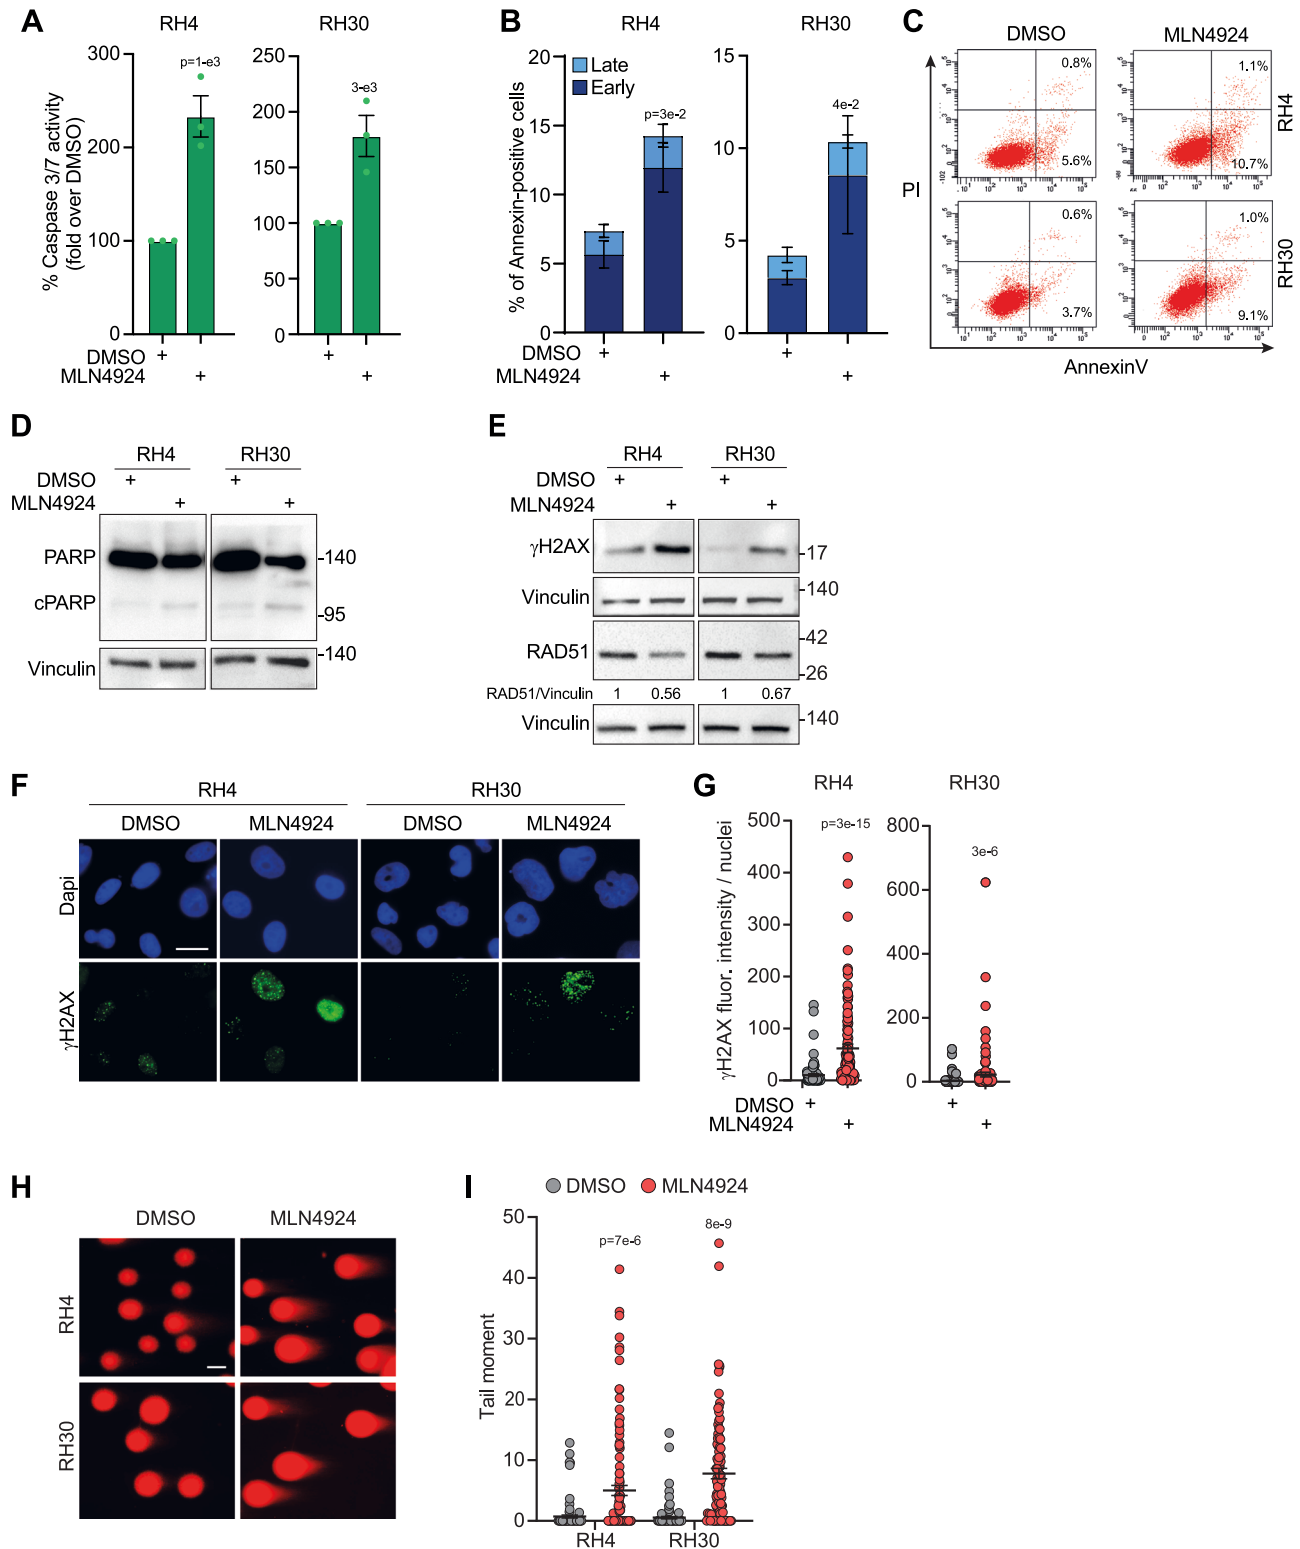 A
RH4
RH30
% Caspase 3/7 activity
(fold over DMSO)
300
200
100
0
p=1-e3
250
200
150
100
50
0
3-e3
DMSO + +
MLN4924 + +
B
RH4
RH30
% of Annexin-positive cells
20
15
10
5
0
Late
Early
p=3e-2
15
10
5
0
4e-2
DMSO + +
MLN4924 + +
C
DMSO
MLN4924
0.8%
5.6%
1.1%
10.7%
RH4
PI
0.6%
3.7%
1.0%
9.1%
RH30
AnnexinV
D
RH4
RH30
DMSO + +
MLN4924 + +
PARP
-140
cPARP
-95
Vinculin
-140
E
RH4
RH30
DMSO + +
MLN4924 + +
γH2AX
-17
Vinculin
-140
RAD51
-42
-26
RAD51/Vinculin 1 0.56 1 0.67
Vinculin
-140
F
RH4
RH30
DMSO MLN4924 DMSO MLN4924
Dapi
γH2AX
G
RH4
RH30
γH2AX fluor. intensity / nuclei
500
400
300
200
100
0
p=3e-15
800
600
400
200
0
3e-6
DMSO + +
MLN4924 + +
H
DMSO
MLN4924
RH4
RH30
I
DMSO MLN4924
Tail moment
50
40
30
20
10
0
p=7e-6
8e-9
RH4
RH30